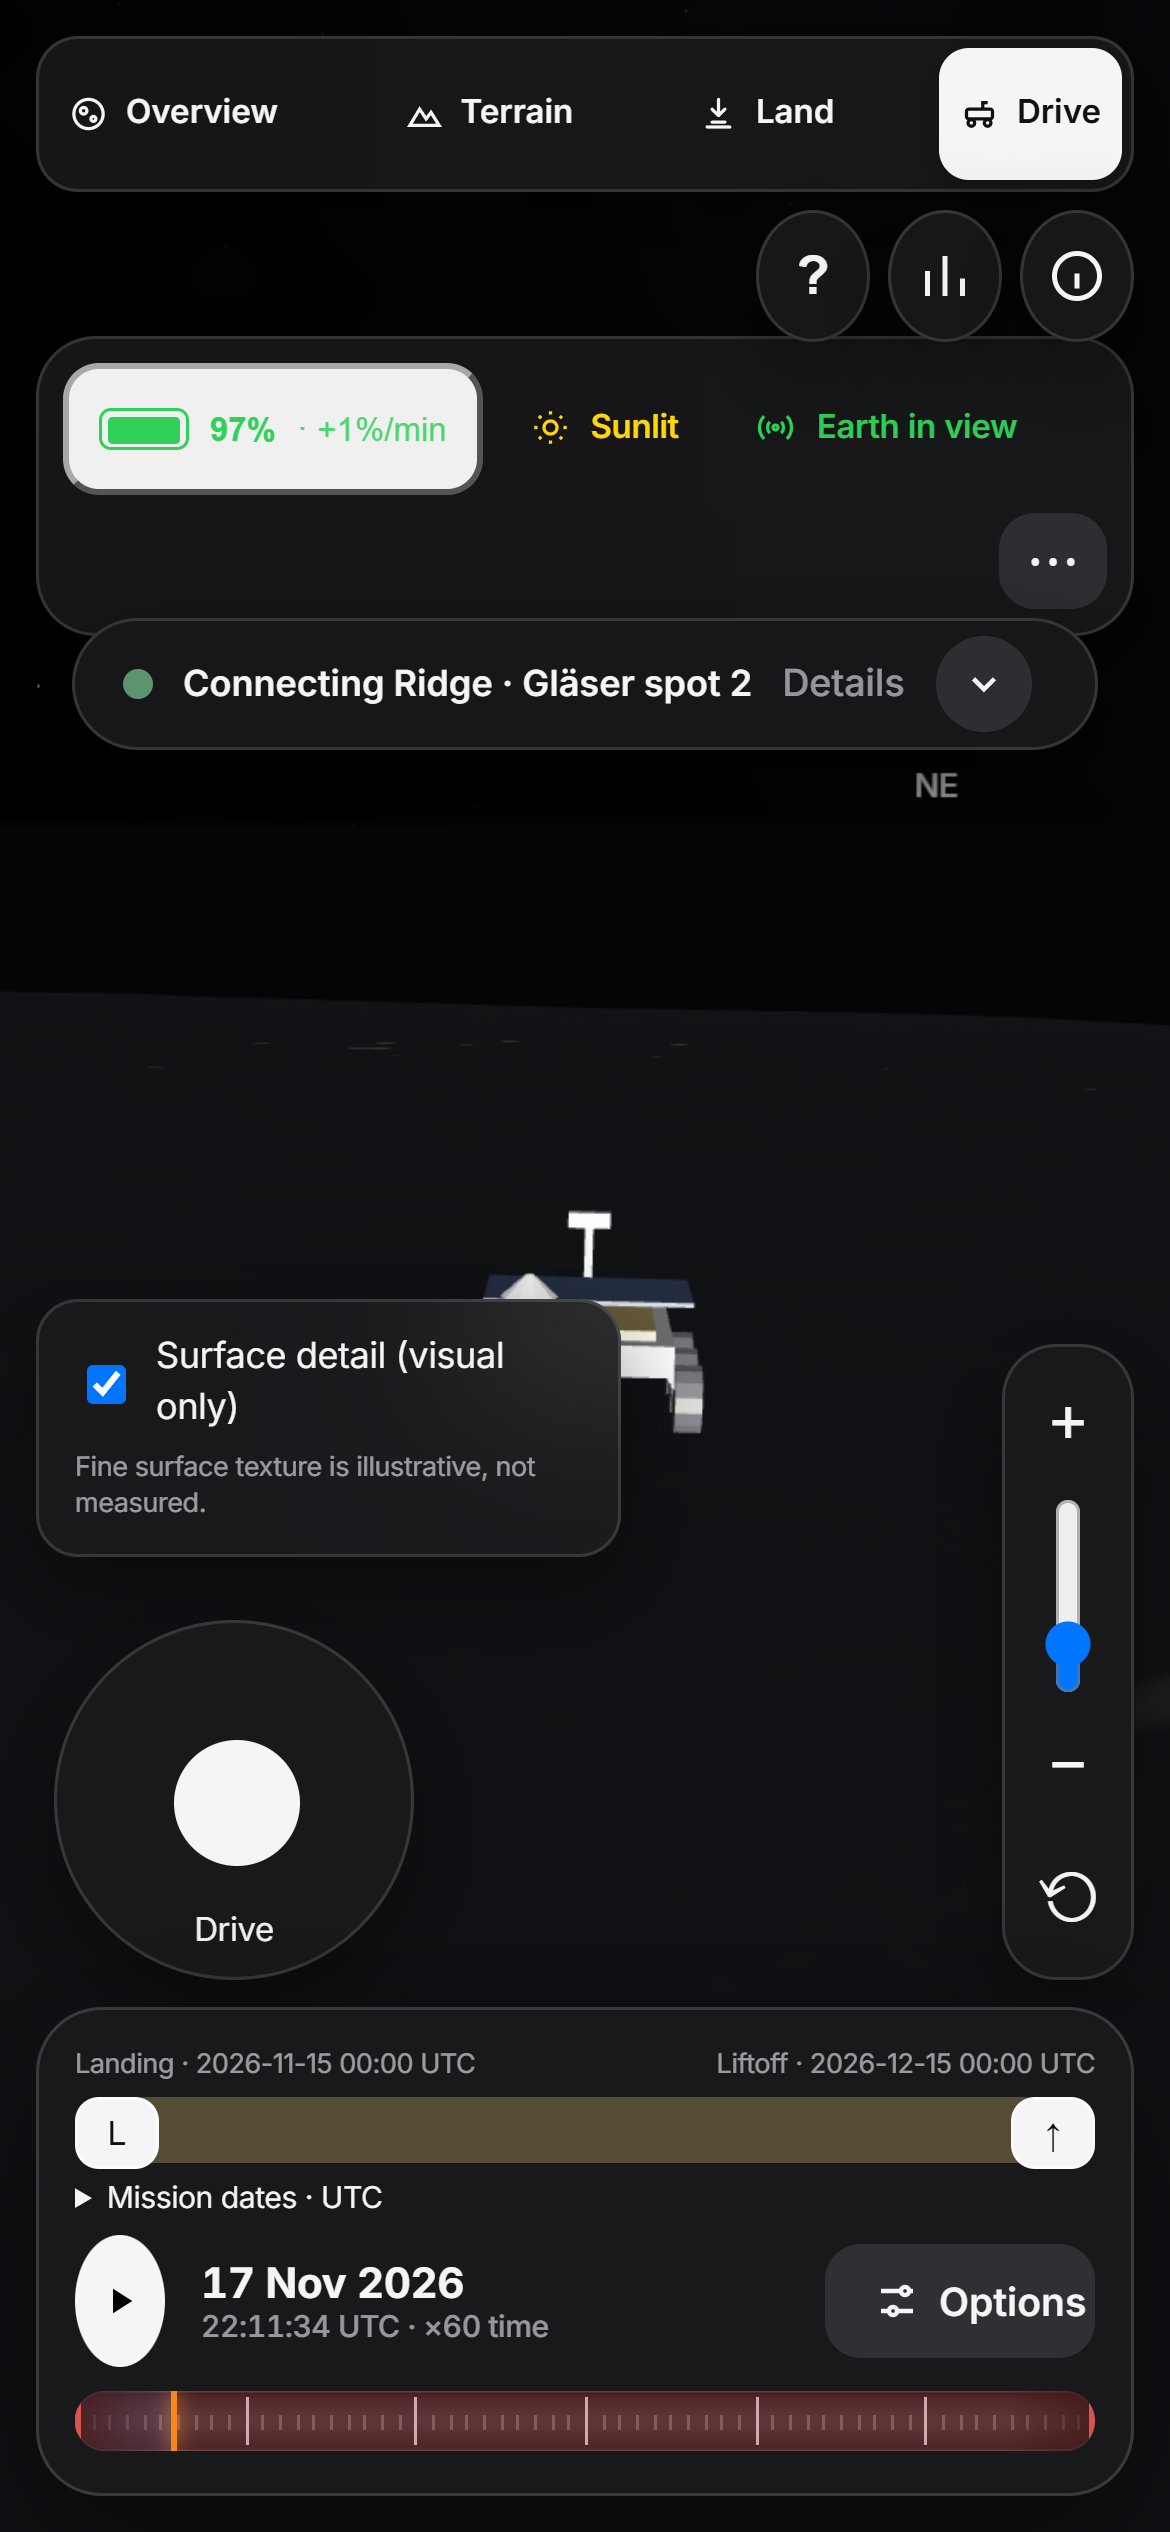 Overview
Terrain
Land
Drive
?
97% · +1%/min
Sunlit
Earth in view
Connecting Ridge · Gläser spot 2 Details
NE
Surface detail (visual
only)
Fine surface texture is illustrative, not
measured.
Drive
Landing · 2026-11-15 00:00 UTC
Liftoff · 2026-12-15 00:00 UTC
L
↑
Mission dates · UTC
17 Nov 2026
22:11:34 UTC · ×60 time
Options